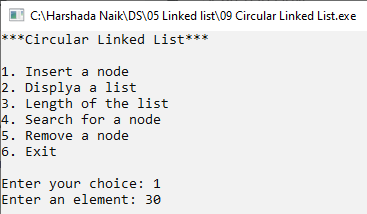 C:\Harshada Naik\DS\05 Linked list\09 Circular Linked List.exe
***Circular Linked List***
1. Insert a node
2. Displya a list
3. Length of the list
4. Search for a node
5. Remove a node
6. Exit
Enter your choice: 1
Enter an element: 30